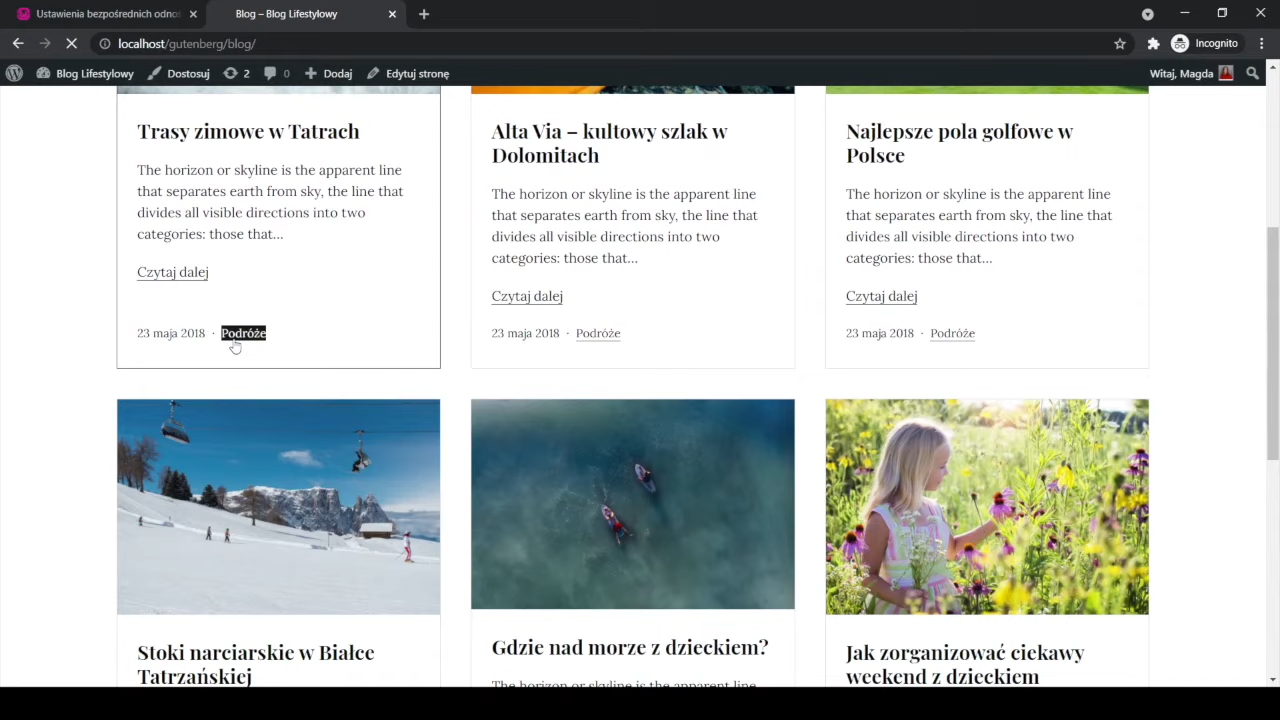 Ustawienia bezpośrednich odnoś
Blog – Blog Lifestylowy
localhost/gutenberg/blog/
Incognito
Blog Lifestylowy
Dostosuj
2
0
Dodaj
Edytuj stronę
Witaj, Magda
Trasy zimowe w Tatrach
The horizon or skyline is the apparent line
that separates earth from sky, the line that
divides all visible directions into two
categories: those that...
Czytaj dalej
23 maja 2018 · Podróże
Alta Via – kultowy szlak w
Dolomitach
The horizon or skyline is the apparent line
that separates earth from sky, the line that
divides all visible directions into two
categories: those that...
Czytaj dalej
23 maja 2018 · Podróże
Najlepsze pola golfowe w
Polsce
The horizon or skyline is the apparent line
that separates earth from sky, the line that
divides all visible directions into two
categories: those that...
Czytaj dalej
23 maja 2018 · Podróże
Stoki narciarskie w Białce
Tatrzańskiej
Gdzie nad morze z dzieckiem?
The horizon or skyline is the apparent line
Jak zorganizować ciekawy
weekend z dzieckiem